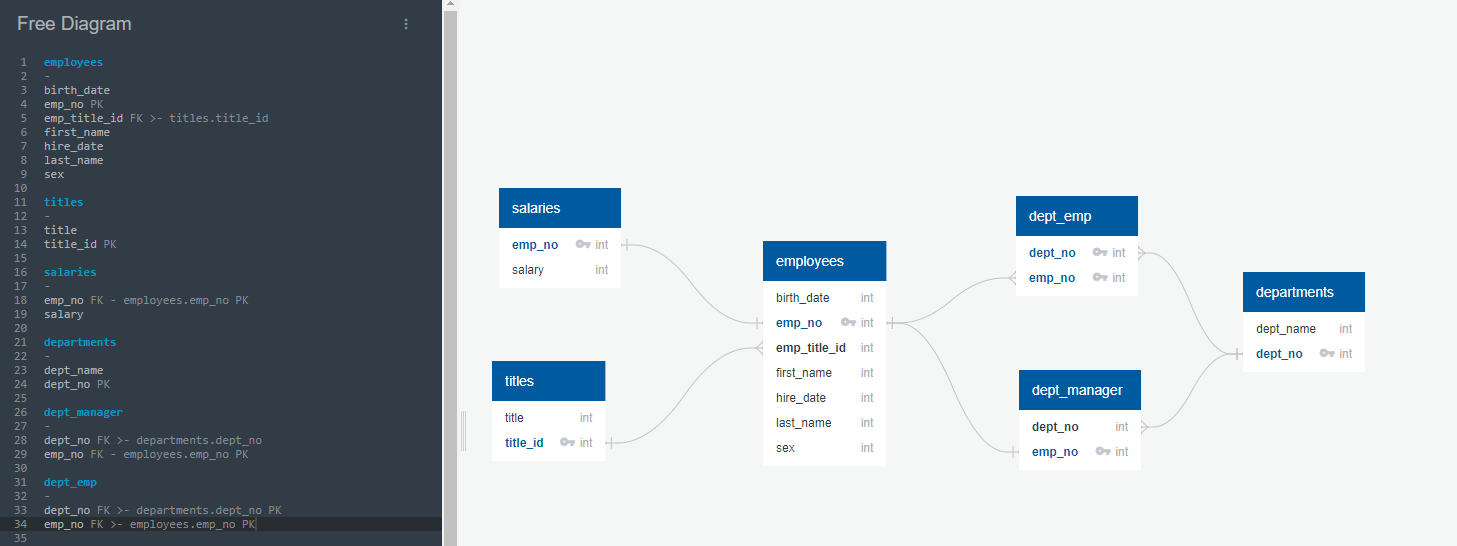 Free Diagram
1 employees
2 -
3 birth_date
4 emp_no PK
5 emp_title_id FK >- titles.title_id
6 first_name
7 hire_date
8 last_name
9 sex
10
11 titles
12 -
13 title
14 title_id PK
15
16 salaries
17 -
18 emp_no FK - employees.emp_no PK
19 salary
20
21 departments
22 -
23 dept_name
24 dept_no PK
25
26 dept_manager
27 -
28 dept_no FK >- departments.dept_no
29 emp_no FK - employees.emp_no PK
30
31 dept_emp
32 -
33 dept_no FK >- departments.dept_no PK
34 emp_no FK >- employees.emp_no PK
35
salaries
emp_no int
salary int
titles
title int
title_id int
employees
birth_date int
emp_no int
emp_title_id int
first_name int
hire_date int
last_name int
sex int
dept_emp
dept_no int
emp_no int
dept_manager
dept_no int
emp_no int
departments
dept_name int
dept_no int